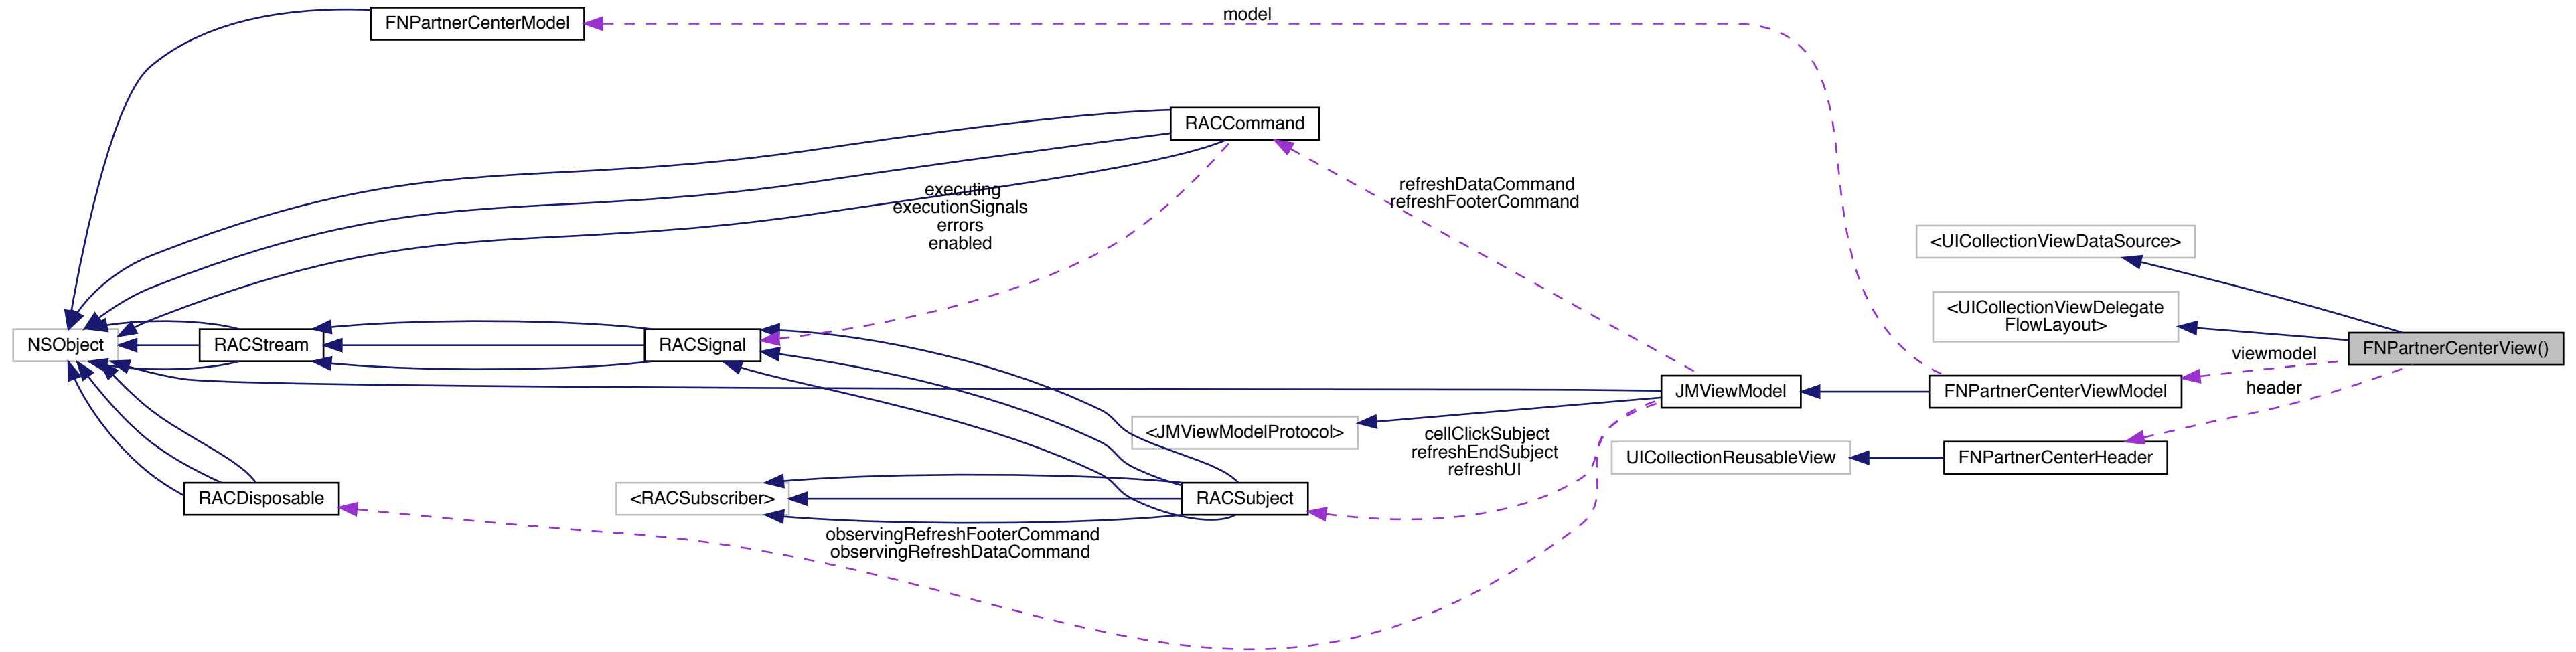 model
FNPartnerCenterModel
RACCommand
executing
executionSignals
errors
enabled
refreshDataCommand
refreshFooterCommand
<UICollectionViewDataSource>
<UICollectionViewDelegate
FlowLayout>
NSObject
RACStream
RACSignal
FNPartnerCenterView()
viewmodel
header
JMViewModel
FNPartnerCenterViewModel
<JMViewModelProtocol>
cellClickSubject
refreshEndSubject
refreshUI
UICollectionReusableView
FNPartnerCenterHeader
RACDisposable
<RACSubscriber>
RACSubject
observingRefreshFooterCommand
observingRefreshDataCommand